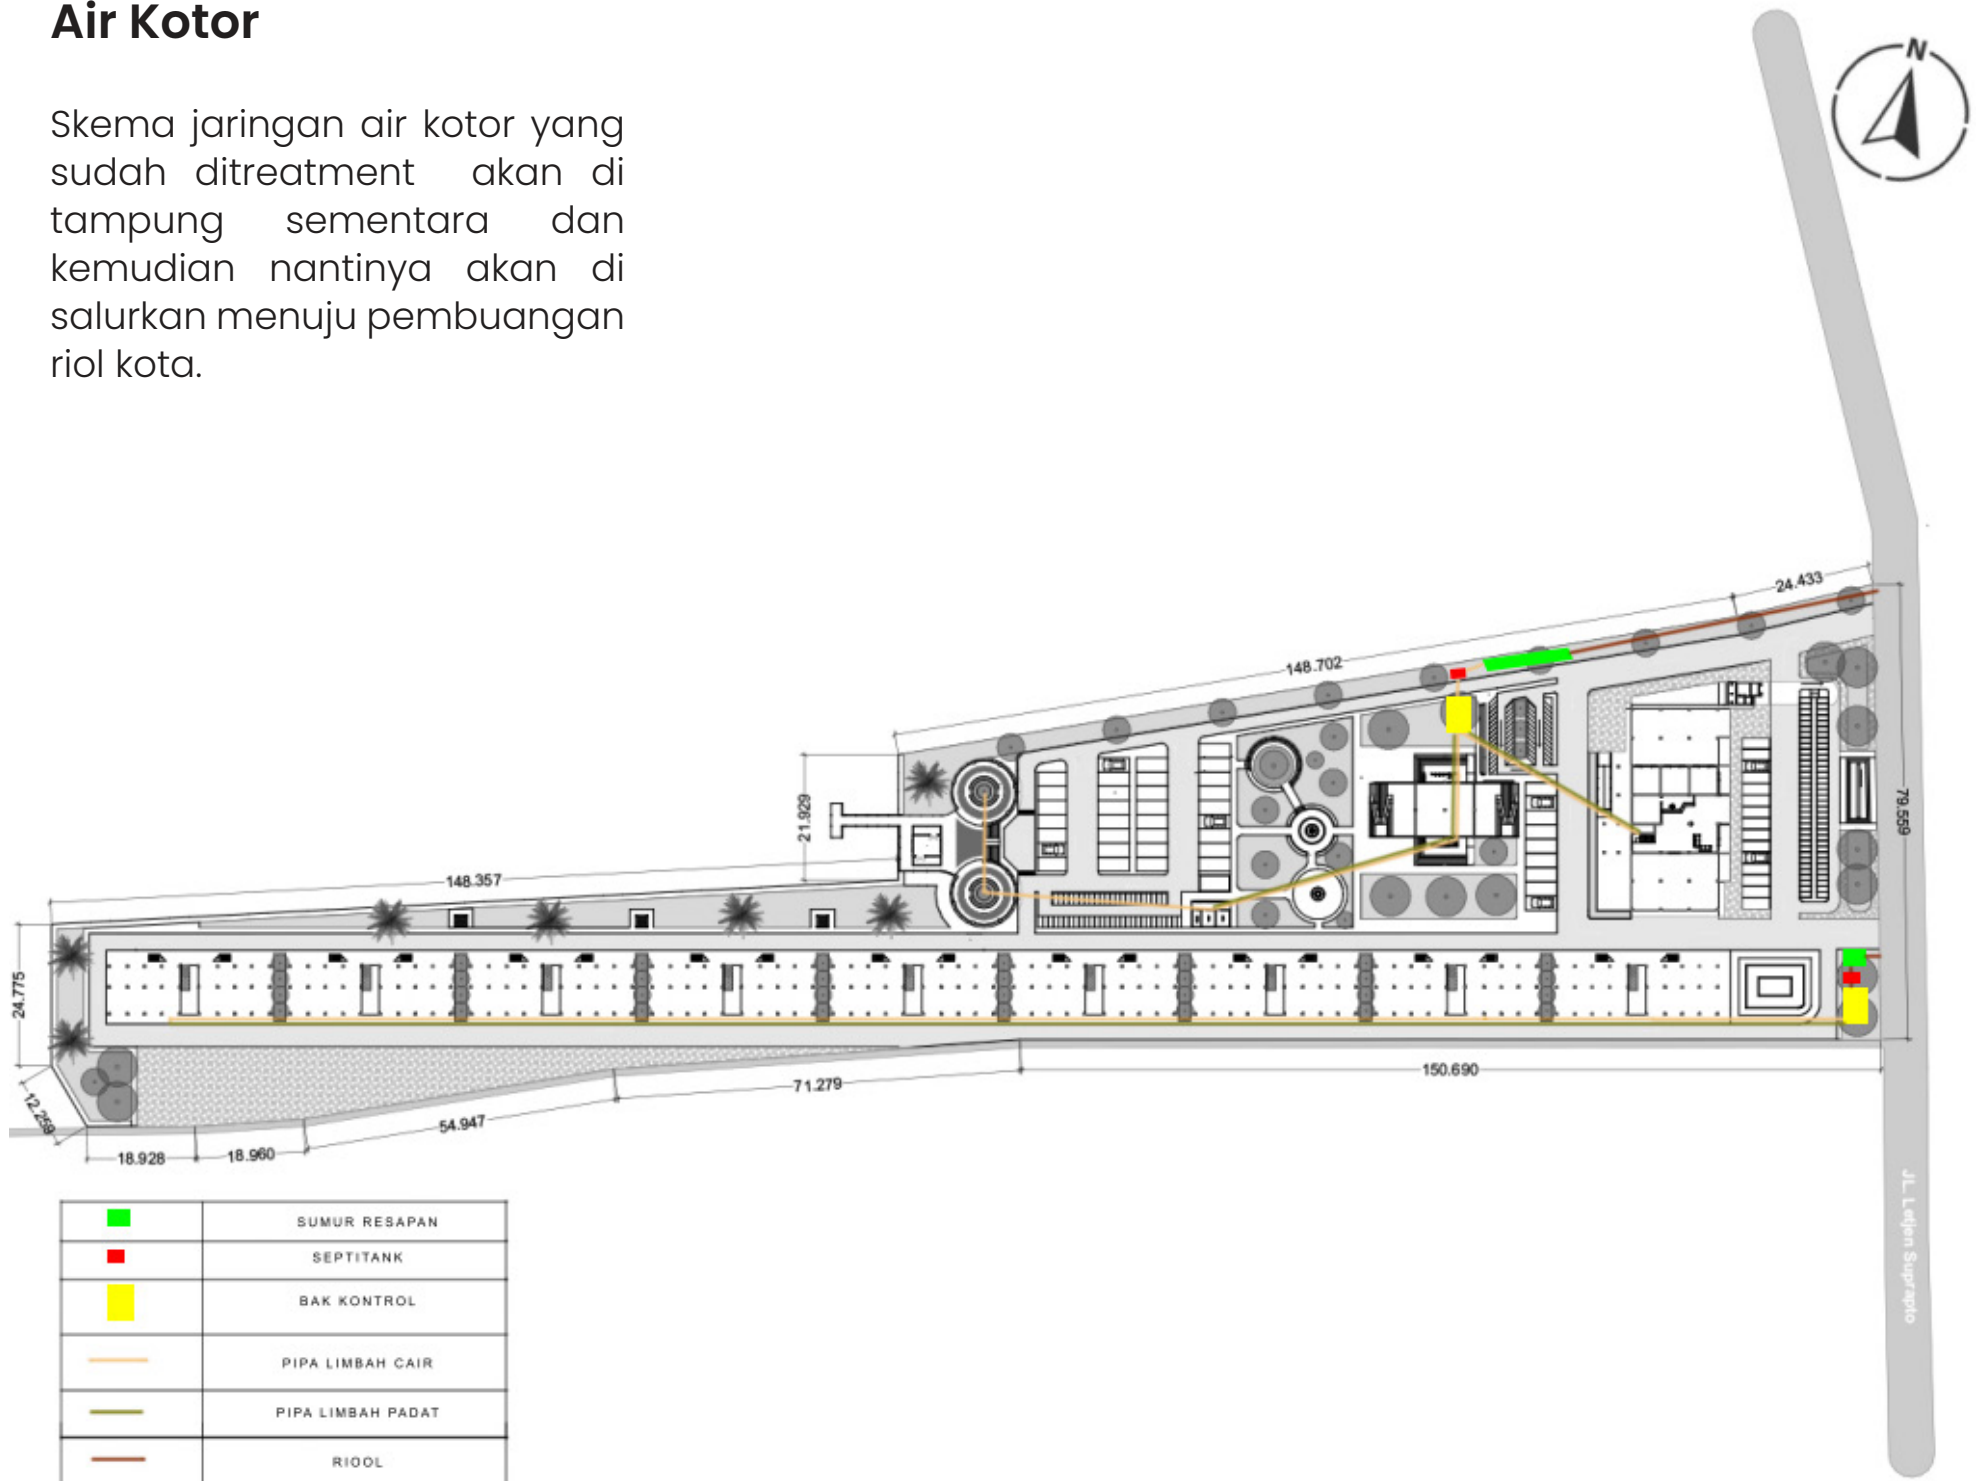 Air Kotor
Skema jaringan air kotor yang
sudah ditreatment akan di
tampung sementara dan
kemudian nantinya akan di
salurkan menuju pembuangan
riol kota.
N
24.433
148.702
79.559
21.929
148.357
24.775
12.259
18.928
18.960
54.947
71.279
150.690
JL. Letjen Suprapto
SUMUR RESAPAN
SEPTITANK
BAK KONTROL
PIPA LIMBAH CAIR
PIPA LIMBAH PADAT
RIOOL